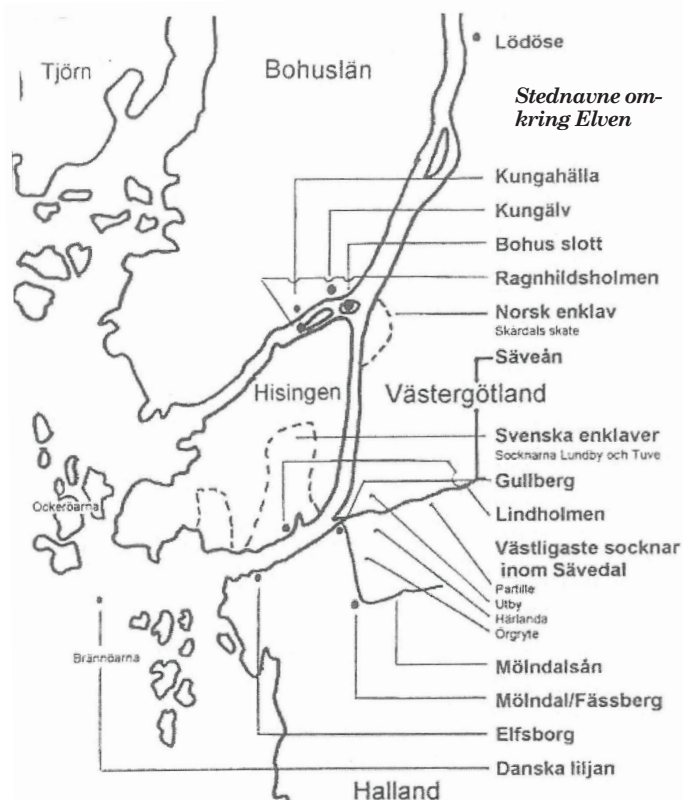 Lödöse
Tjörn
Bohuslän
Stednavne om-
kring Elven
Kungahälla
Kungälv
Bohus slott
Ragnhildsholmen
Norsk enklav
Skårdals skate
Säveån
Hisingen
Västergötland
Svenska enklaver
Socknarna Lundby och Tuve
Gullberg
Ockeröarna
Lindholmen
Västligaste socknar
inom Sävedal
Partille
Utby
Härlanda
Örgryte
Brännöarna
Mölndalsån
Mölndal/Fässberg
Elfsborg
Danska liljan
Halland